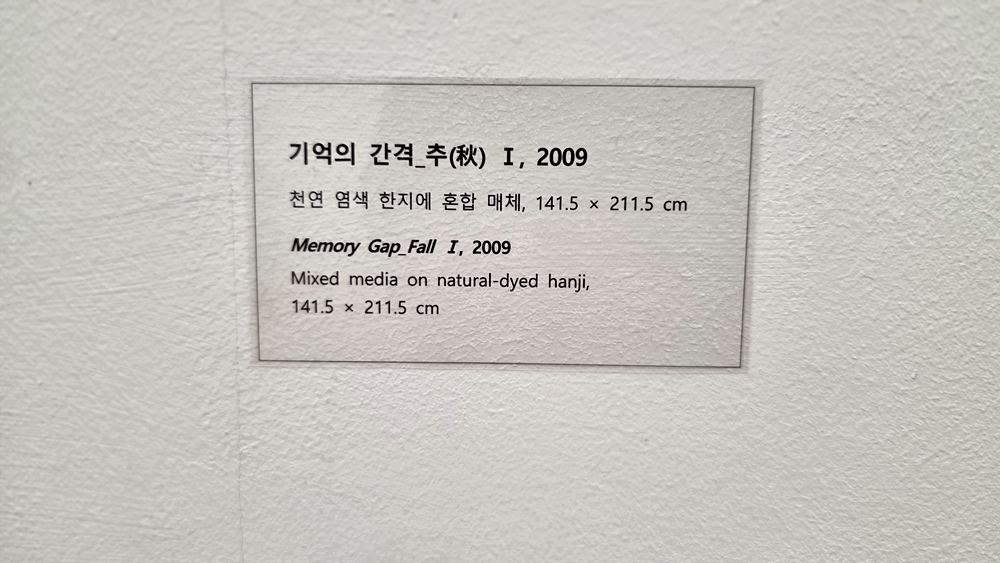 기억의 간격_추(秋) I, 2009
천연 염색 한지에 혼합 매체, 141.5 × 211.5 cm
Memory Gap_Fall I, 2009
Mixed media on natural-dyed hanji,
141.5 × 211.5 cm